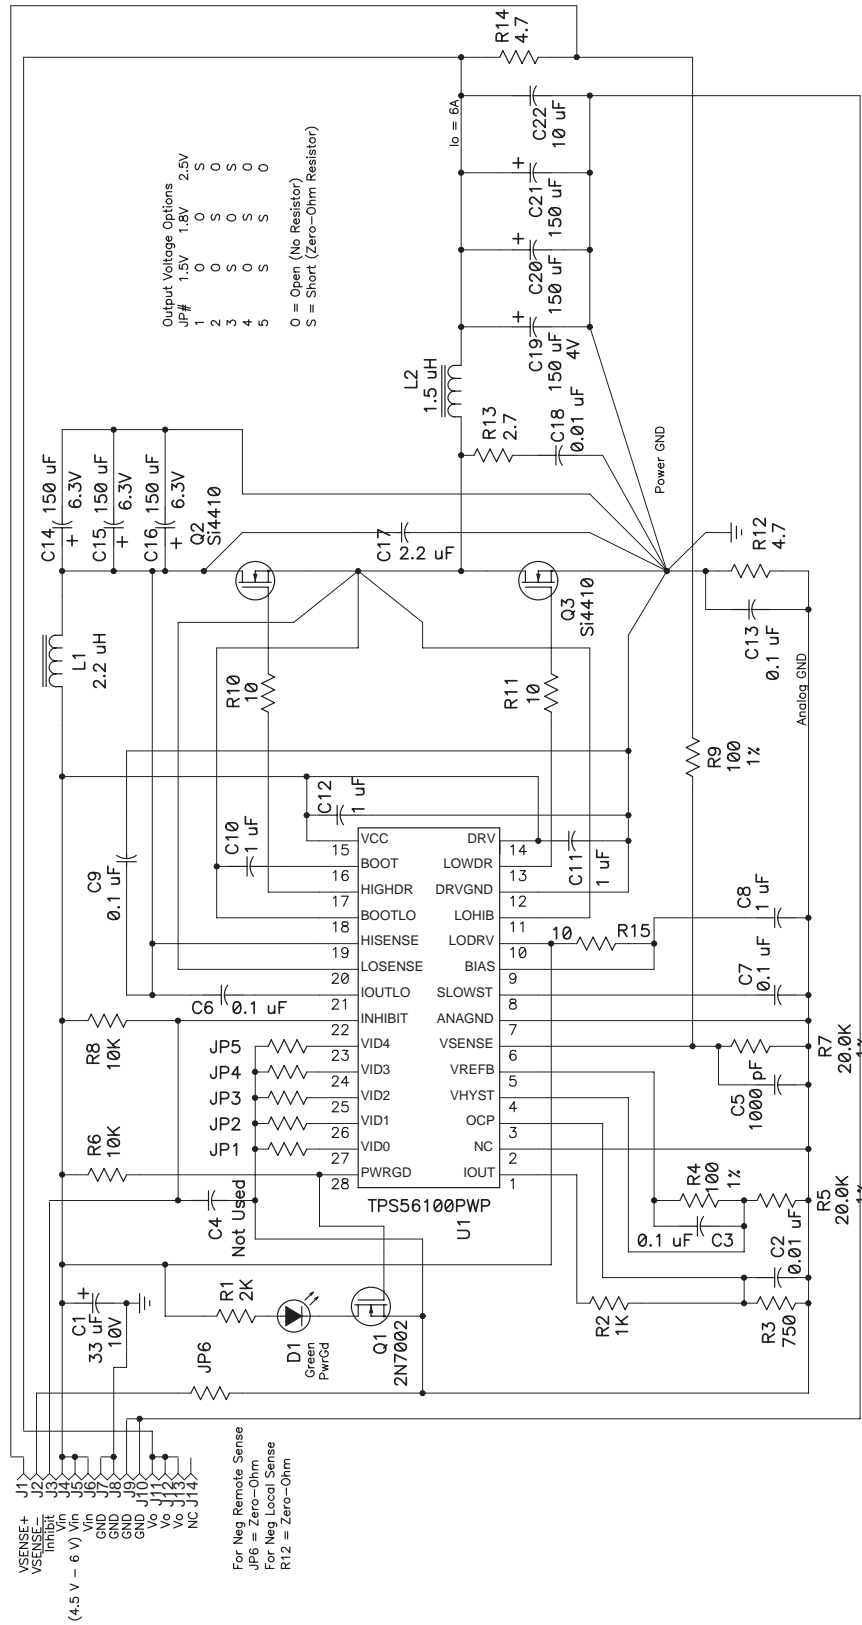 R14
4.7
Io = 6A
C22
10 uF
C21
150 uF
+
C20
150 uF
+
C19
150 uF
4V
+
Output Voltage Options
JP# 1.5V 1.8V 2.5V
1 O O S
2 O S O
3 S O S
4 O S O
5 S S O
O = Open (No Resistor)
S = Short (Zero-Ohm Resistor)
L2
1.5 uH
R13
2.7
C18
0.01 uF
Power GND
C14 150 uF
+ 6.3V
C15 150 uF
+ 6.3V
C16 150 uF
+ 6.3V
Q2
Si4410
C17
2.2 uF
Q3
Si4410
R12
4.7
C13
0.1 uF
Analog GND
L1
2.2 uH
R10
10
R11
10
R9
100
1%
C12
1 uF
C10
1 uF
C11
1 uF
C9
0.1 uF
C6 0.1 uF
10 R15
C8
1 uF
C7
0.1 uF
R8
10K
R6
10K
JP5
JP4
JP3
JP2
JP1
15 VCC DRV 14
16 BOOT LOWDR 13
17 HIGHDR DRVGND 12
18 BOOTLO LOHIB 11
19 HISENSE LODRV 10
20 LOSENSE BIAS 9
21 IOUTLO SLOWST 8
22 INHIBIT ANAGND 7
23 VID4 VSENSE 6
24 VID3 VREFB 5
25 VID2 VHYST 4
26 VID1 OCP 3
27 VID0 NC 2
28 PWRGD IOUT 1
TPS56100PWP
U1
R7
20.0K
1%
C5
1000 pF
R4
100
1%
0.1 uF C3
R5
20.0K
1%
C2
0.01 uF
R2
1K
R3
750
C4
Not Used
C1
33 uF
10V
+
R1
2K
D1
Green
PwrGd
Q1
2N7002
JP6
VSENSE+ J1
VSENSE− J2
Inhibit J3
Vin J4
(4.5 V − 6 V) Vin J5
Vin J6
GND J7
GND J8
GND J9
GND J10
Vo J11
Vo J12
Vo J13
NC J14
For Neg Remote Sense
JP6 = Zero-Ohm
For Neg Local Sense
R12 = Zero-Ohm